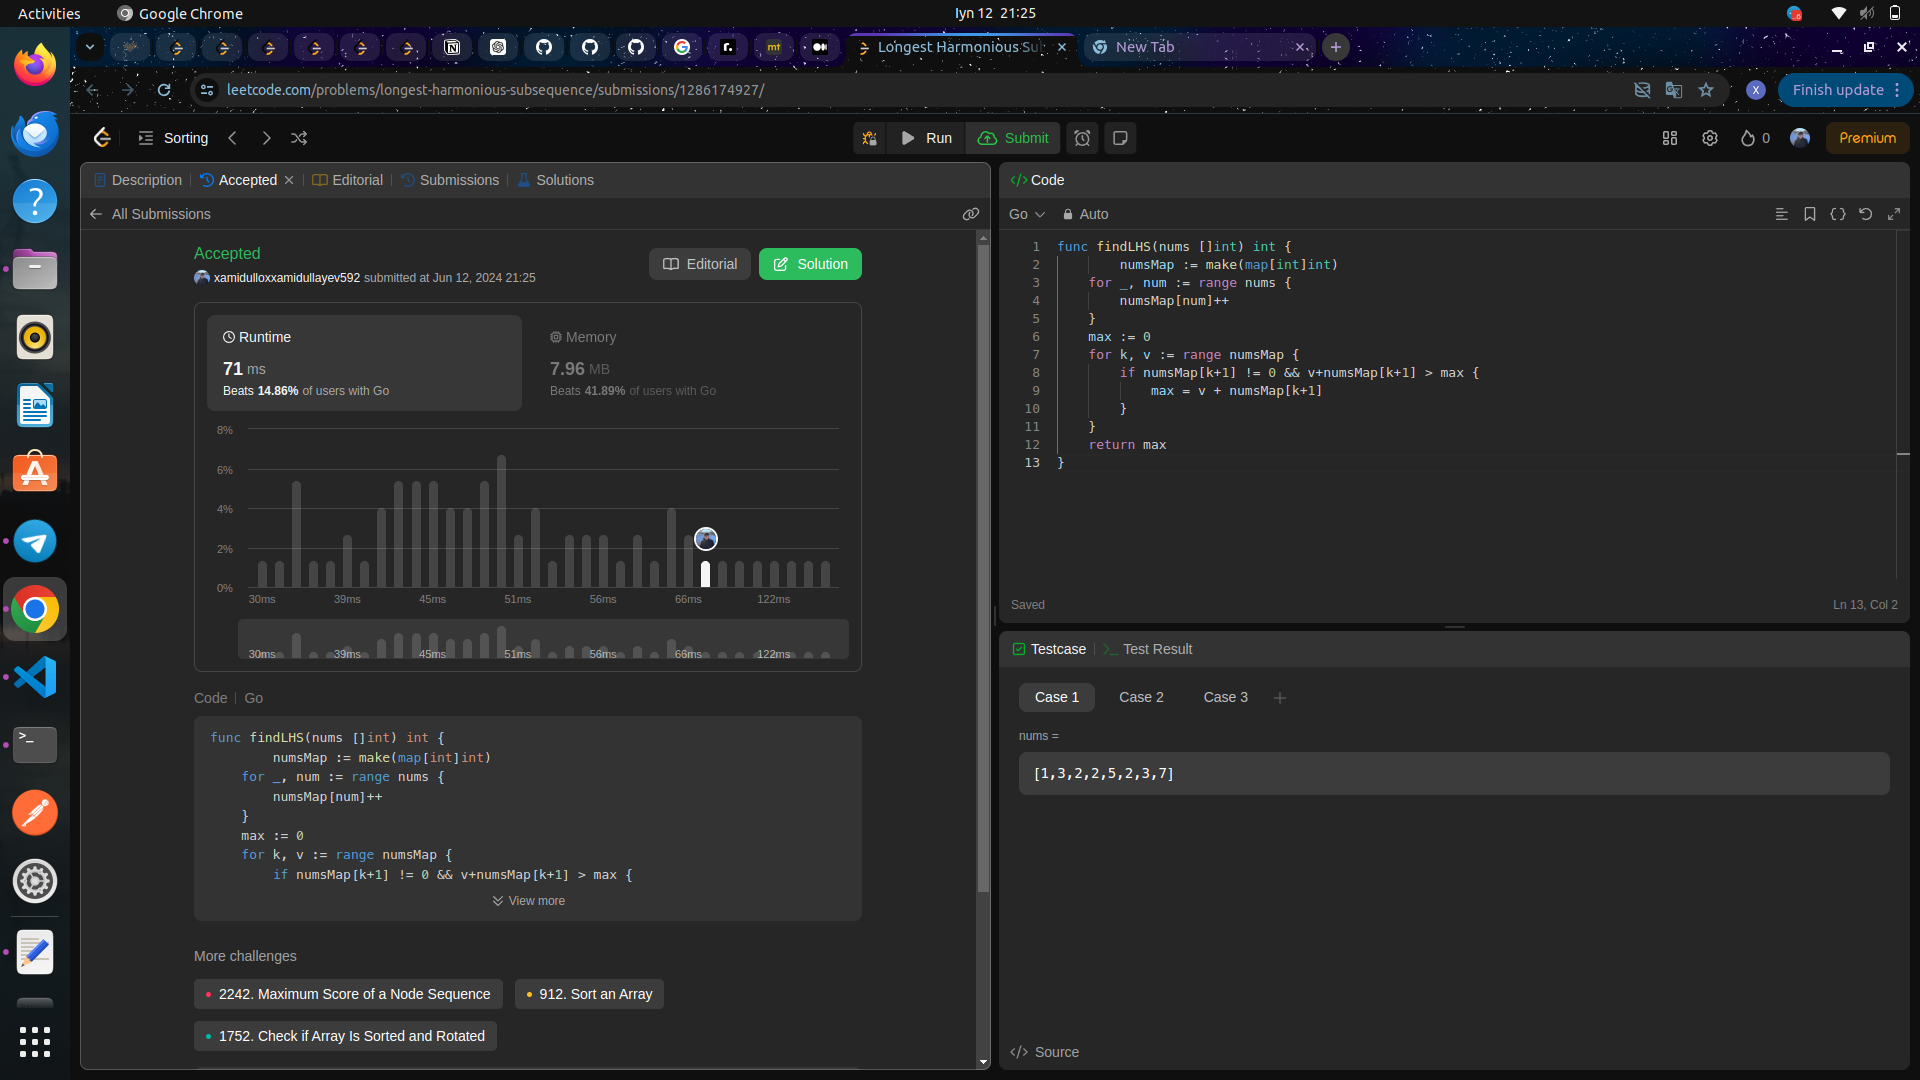 Activities
Google Chrome
Iyn 12 21:25
Longest Harmonious Su
New Tab
leetcode.com/problems/longest-harmonious-subsequence/submissions/1286174927/
Finish update
Sorting
Run
Submit
0
Premium
Description
Accepted
Editorial
Submissions
Solutions
All Submissions
Accepted
xamidulloxxamidullayev592 submitted at Jun 12, 2024 21:25
Editorial
Solution
Runtime
71 ms
Beats 14.86% of users with Go
Memory
7.96 MB
Beats 41.89% of users with Go
8%
6%
4%
2%
0%
30ms 39ms 45ms 51ms 56ms 66ms 122ms
30ms 39ms 45ms 51ms 56ms 66ms 122ms
Code Go
func findLHS(nums []int) int {
numsMap := make(map[int]int)
for _, num := range nums {
numsMap[num]++
}
max := 0
for k, v := range numsMap {
if numsMap[k+1] != 0 && v+numsMap[k+1] > max {
View more
More challenges
2242. Maximum Score of a Node Sequence
912. Sort an Array
1752. Check if Array Is Sorted and Rotated
</> Code
Go
Auto
1 func findLHS(nums []int) int {
2 numsMap := make(map[int]int)
3 for _, num := range nums {
4 numsMap[num]++
5 }
6 max := 0
7 for k, v := range numsMap {
8 if numsMap[k+1] != 0 && v+numsMap[k+1] > max {
9 max = v + numsMap[k+1]
10 }
11 }
12 return max
13 }
Saved
Ln 13, Col 2
Testcase
Test Result
Case 1
Case 2
Case 3
nums =
[1,3,2,2,5,2,3,7]
</> Source